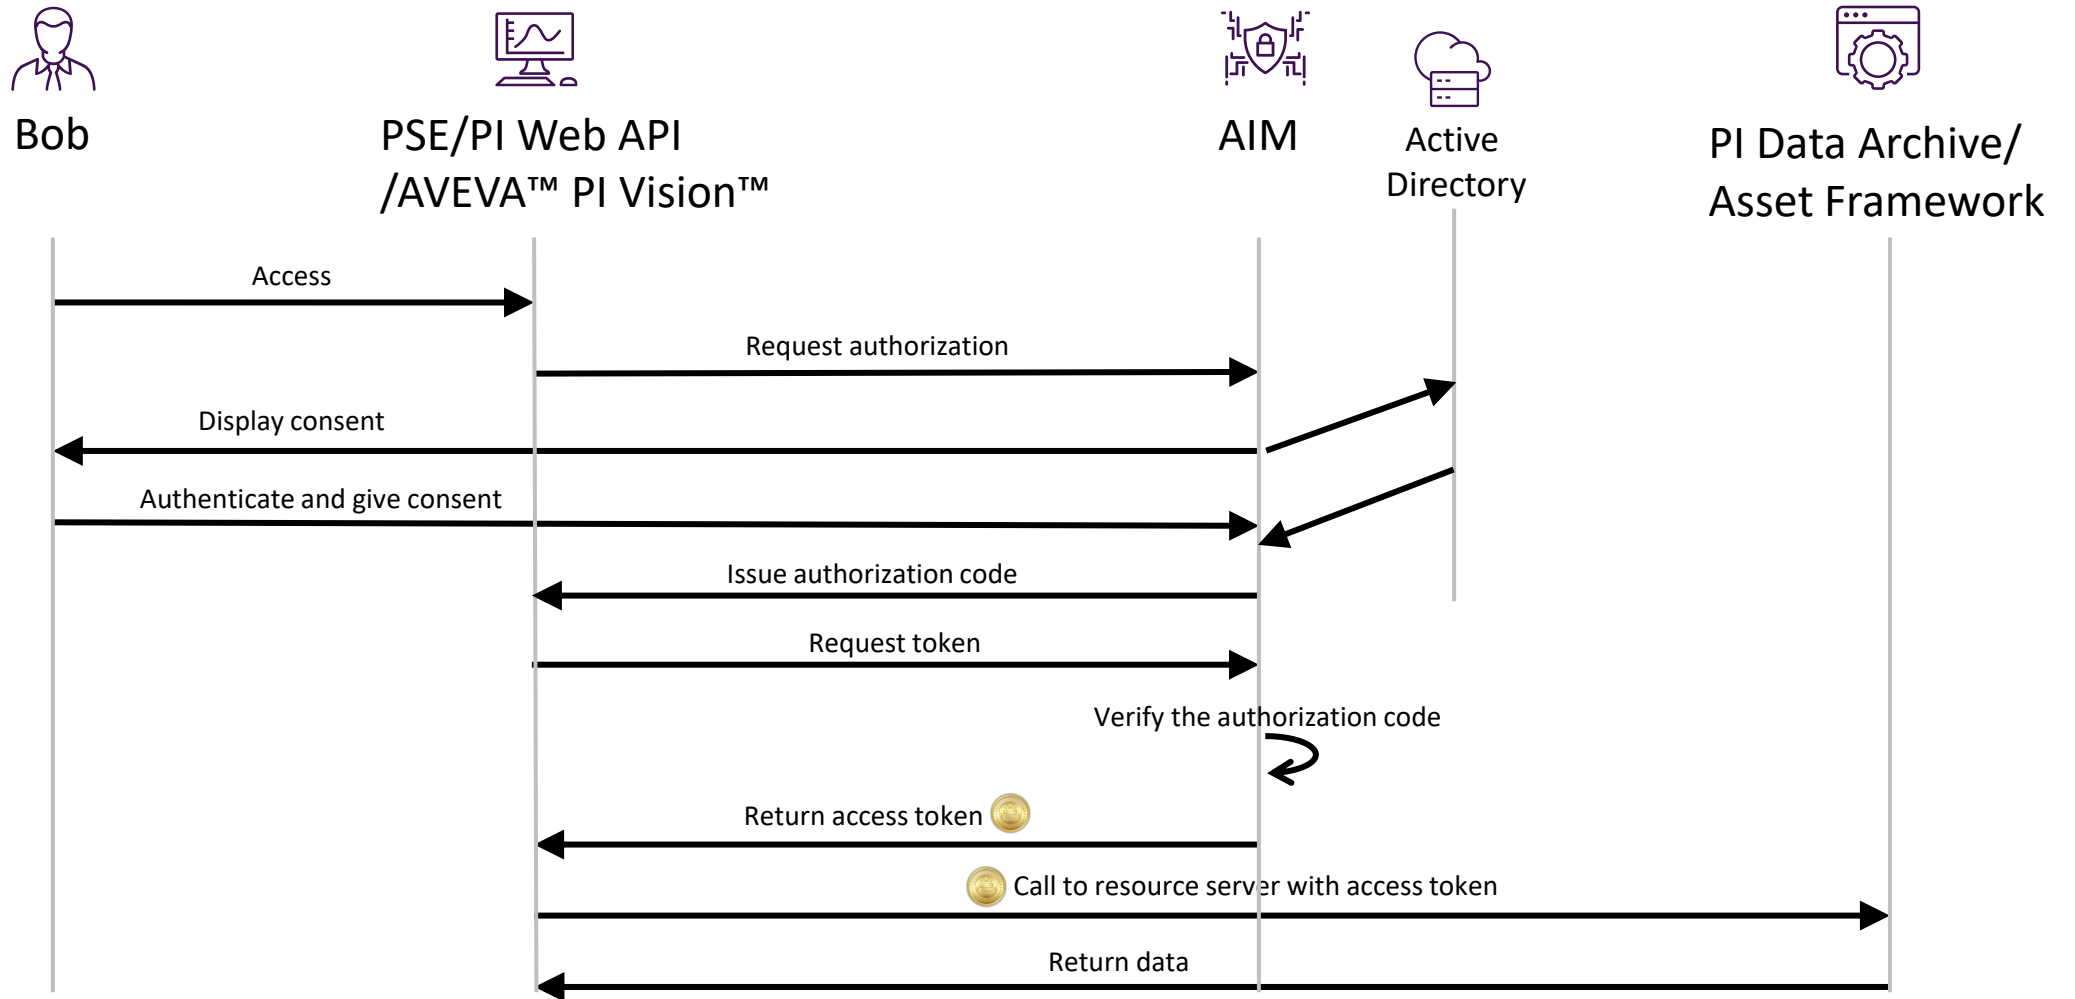 Bob
PSE/PI Web API
/AVEVA™ PI Vision™
AIM
Active
Directory
PI Data Archive/
Asset Framework
Access
Request authorization
Display consent
Authenticate and give consent
Issue authorization code
Request token
Verify the authorization code
Return access token
Call to resource server with access token
Return data